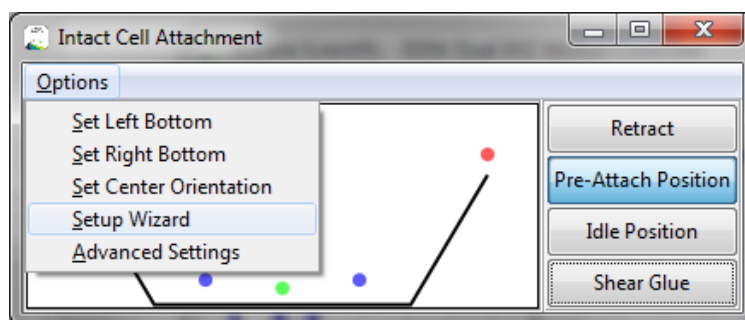 Intact Cell Attachment
Options
Set Left Bottom
Set Right Bottom
Set Center Orientation
Setup Wizard
Advanced Settings
Retract
Pre-Attach Position
Idle Position
Shear Glue